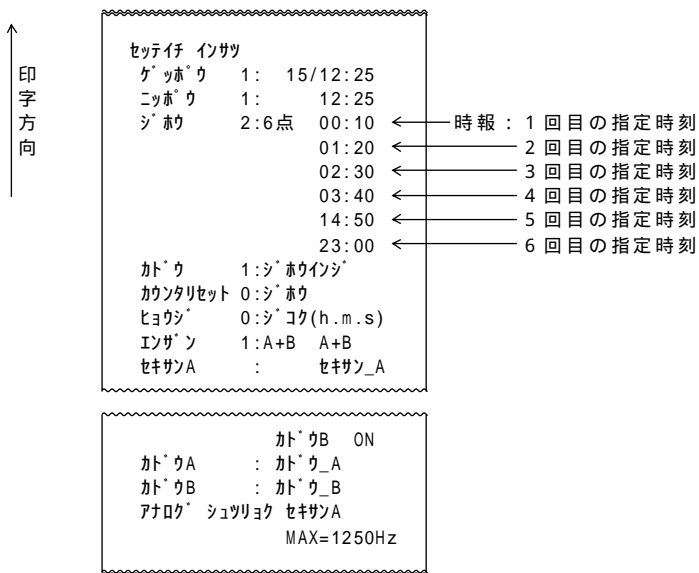 印字方向
セッテイチ インサツ
ゲッポウ 1: 15/12:25
ニッポウ 1: 12:25
ジホウ 2:6点 00:10 時報:1回目の指定時刻
01:20 2回目の指定時刻
02:30 3回目の指定時刻
03:40 4回目の指定時刻
14:50 5回目の指定時刻
23:00 6回目の指定時刻
カドウ 1:ジホウインジ
カウンタリセット 0:ジホウ
ヒョウジ 0:ジコク(h.m.s)
エンザン 1:A+B A+B
セキサンA : セキサン_A
カドウB ON
カドウA : カドウ_A
カドウB : カドウ_B
アナログ シュツリョク セキサンA
MAX=1250Hz